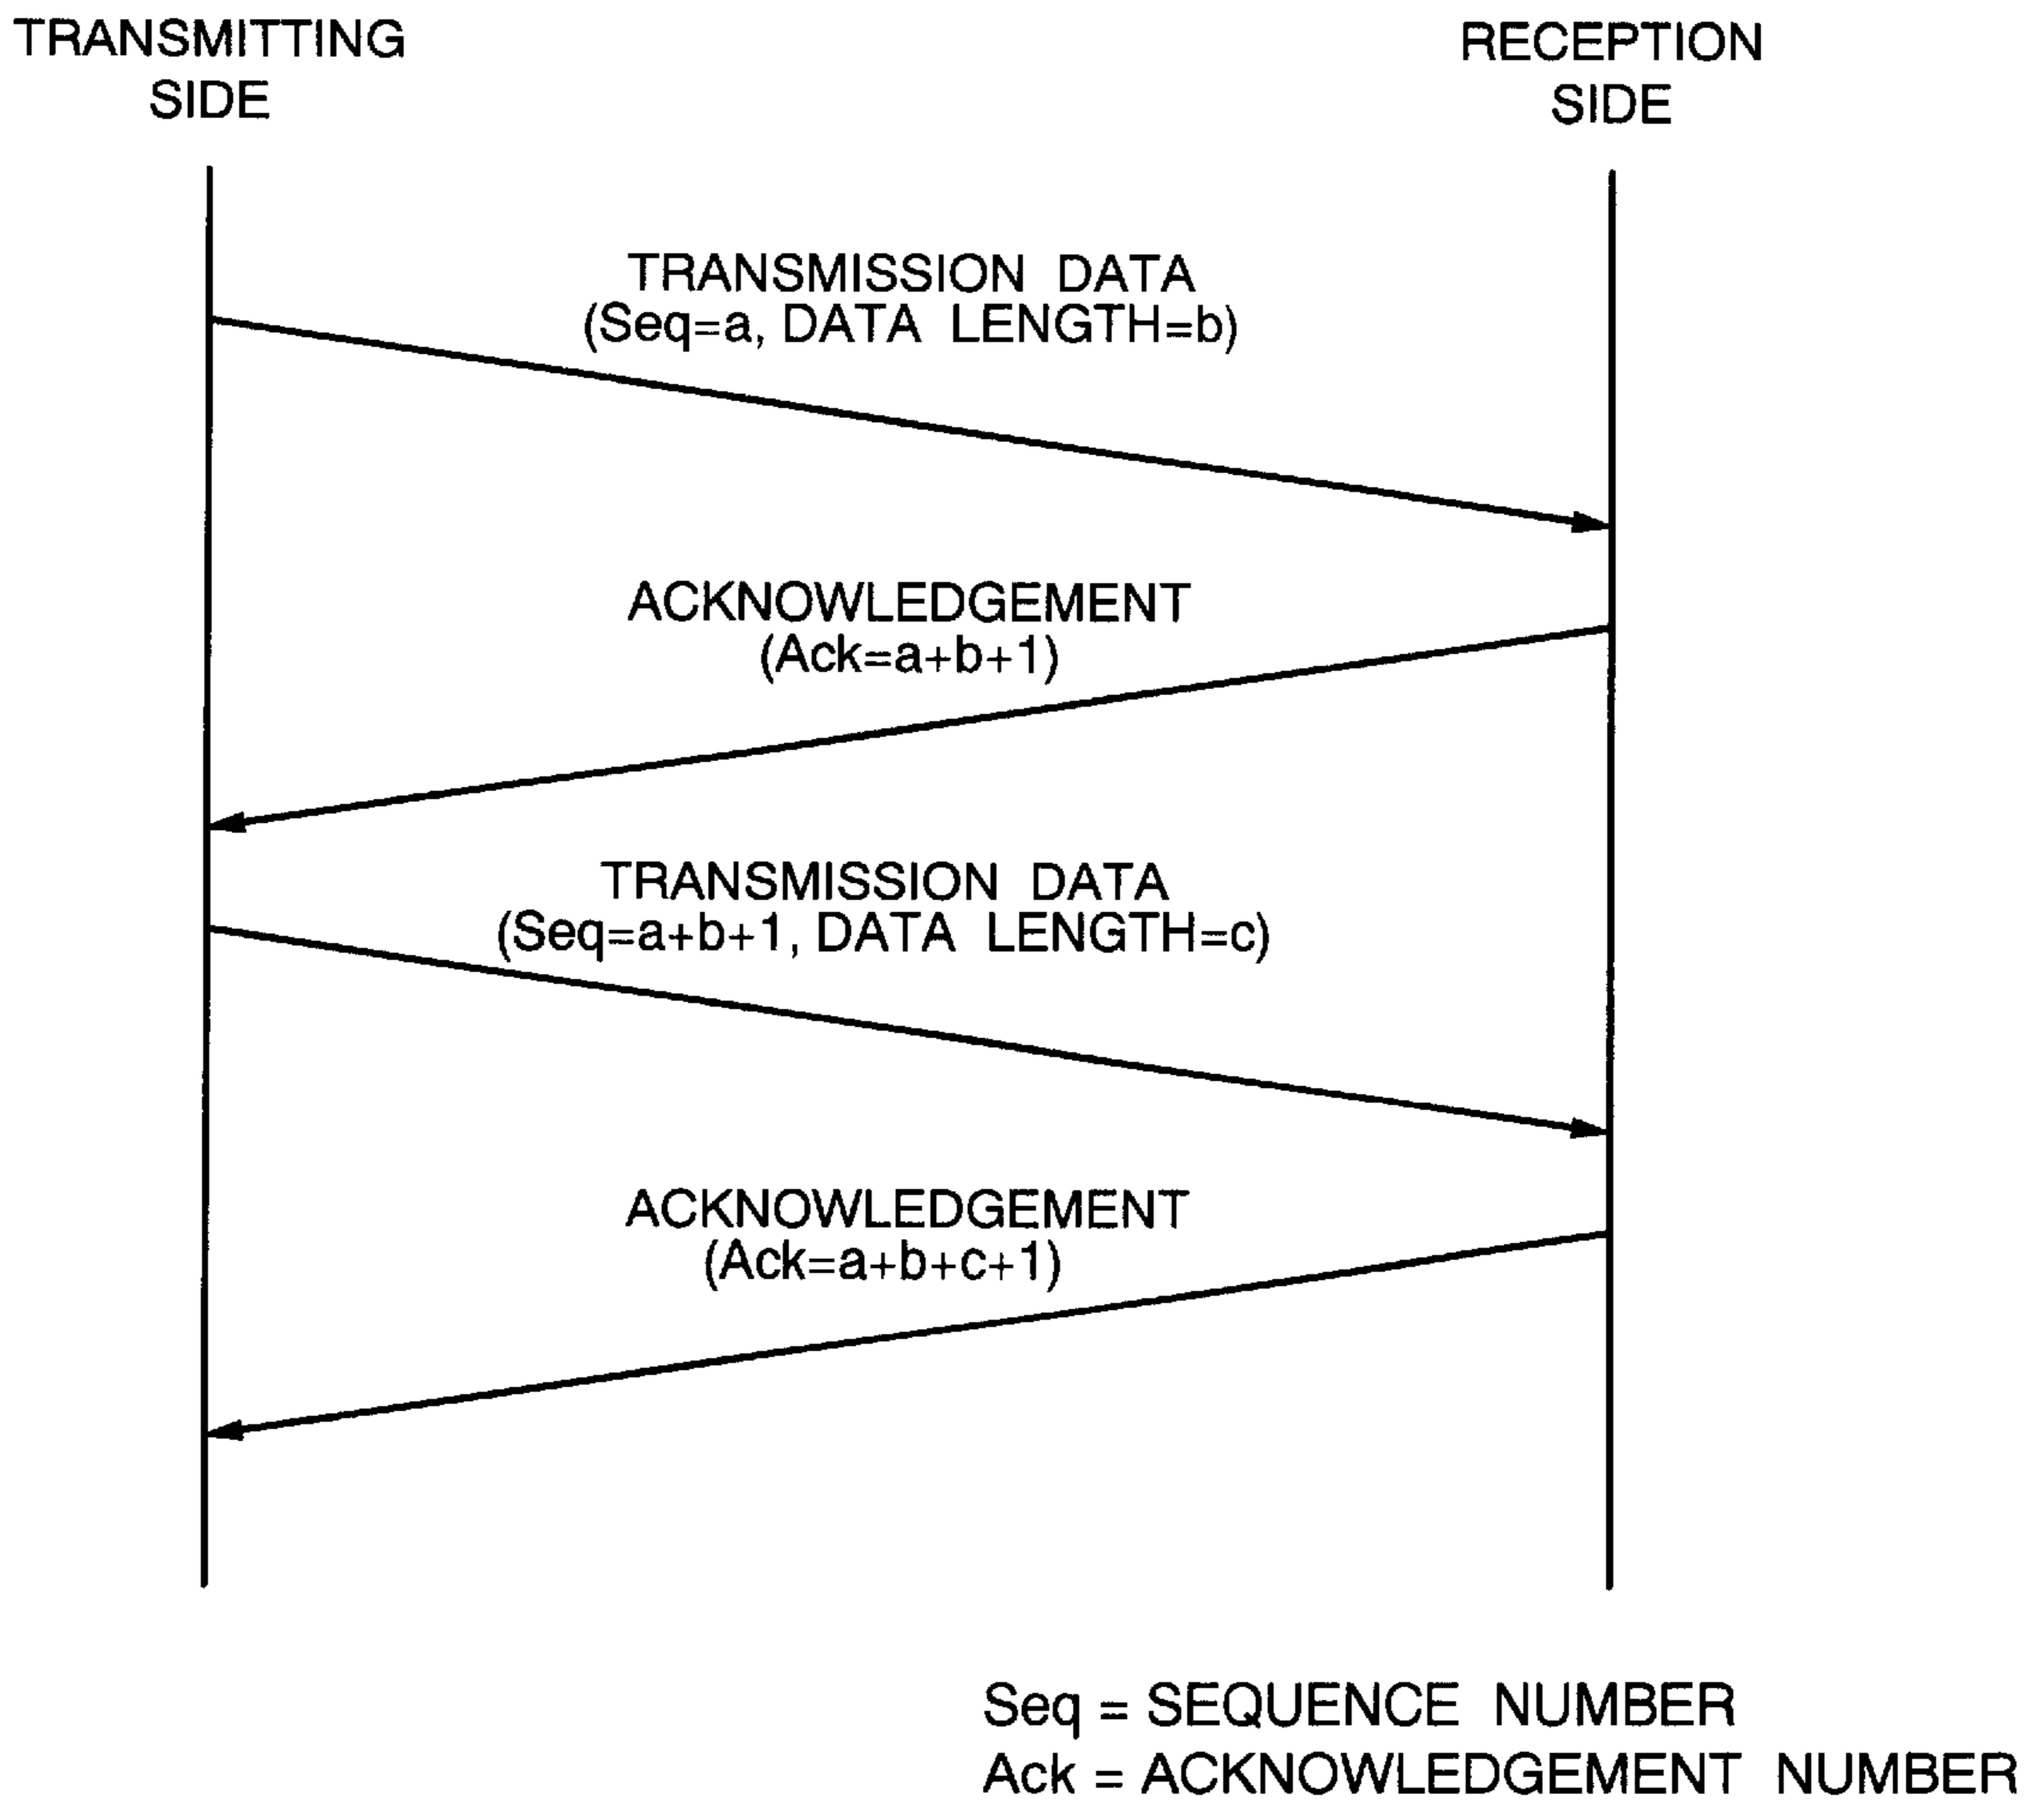 TRANSMITTING
SIDE
RECEPTION
SIDE
TRANSMISSION DATA
(Seq=a, DATA LENGTH=b)
ACKNOWLEDGEMENT
(Ack=a+b+1)
TRANSMISSION DATA
(Seq=a+b+1, DATA LENGTH=c)
ACKNOWLEDGEMENT
(Ack=a+b+c+1)
Seq = SEQUENCE NUMBER
Ack = ACKNOWLEDGEMENT NUMBER